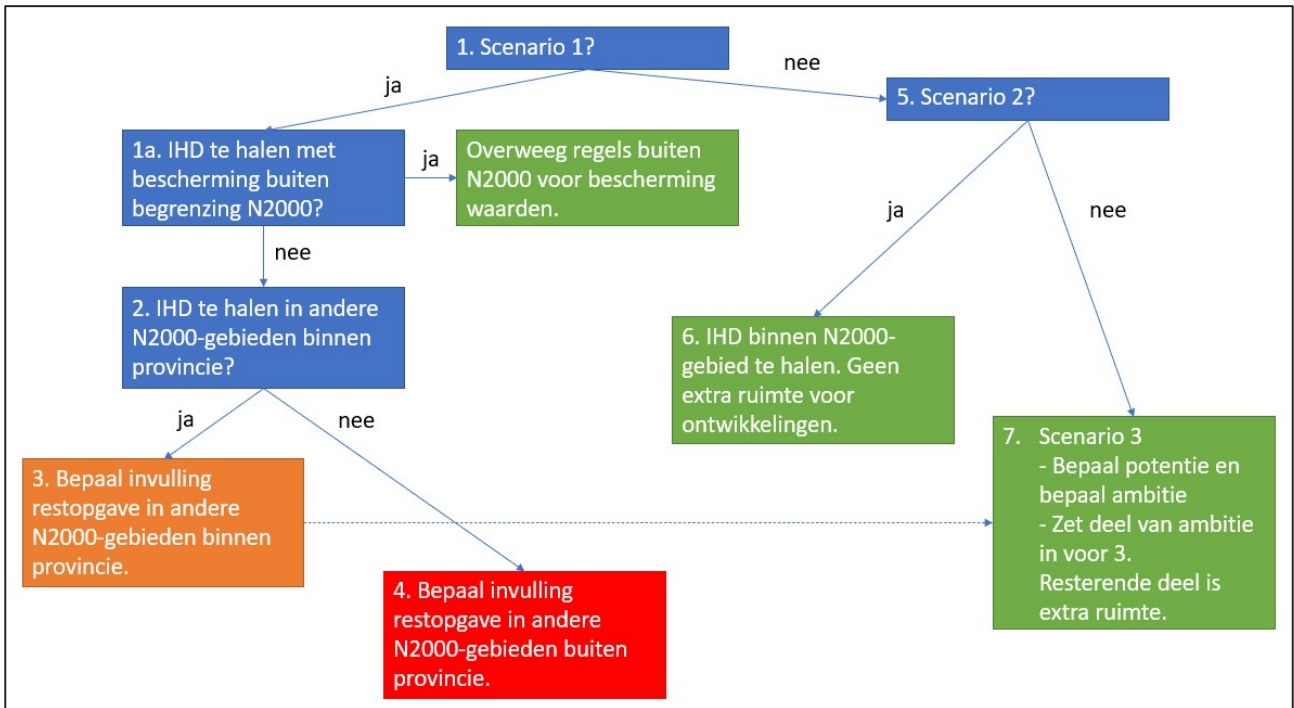 1. Scenario 1?
ja
nee
5. Scenario 2?
1a. IHD te halen met
bescherming buiten
begrenzing N2000?
ja
Overweeg regels buiten
N2000 voor bescherming
waarden.
nee
ja
nee
2. IHD te halen in andere
N2000-gebieden binnen
provincie?
6. IHD binnen N2000-
gebied te halen. Geen
extra ruimte voor
ontwikkelingen.
ja
nee
3. Bepaal invulling
restopgave in andere
N2000-gebieden binnen
provincie.
7. Scenario 3
- Bepaal potentie en
bepaal ambitie
- Zet deel van ambitie
in voor 3.
Resterende deel is
extra ruimte.
4. Bepaal invulling
restopgave in andere
N2000-gebieden buiten
provincie.